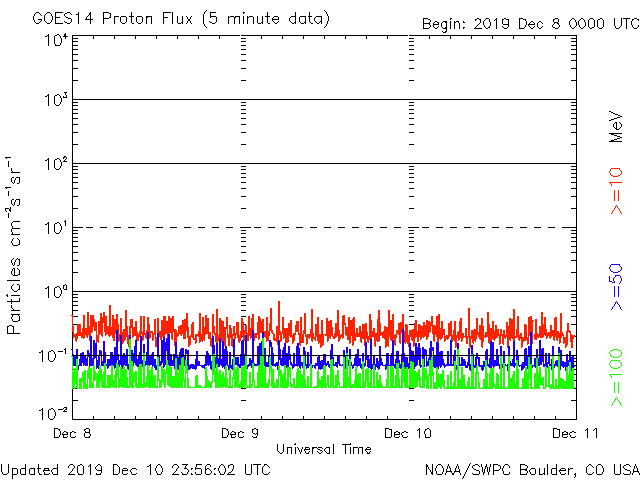 GOES14 Proton Flux (5 minute data)
Begin: 2019 Dec 8 0000 UTC
Particles cm⁻²s⁻¹sr⁻¹
10⁴
10³
10²
10¹
10⁰
10⁻¹
10⁻²
MeV
>=10
>=50
>=100
Dec 8
Dec 9
Dec 10
Dec 11
Universal Time
Updated 2019 Dec 10 23:56:02 UTC
NOAA/SWPC Boulder, CO USA